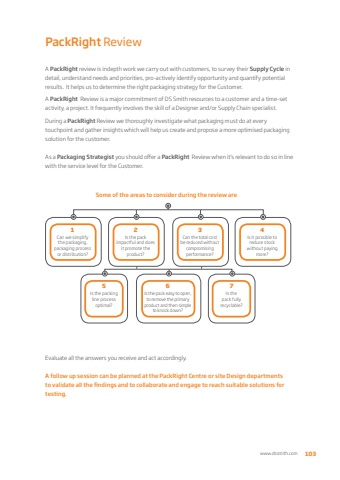 PackRight Review
A PackRight review is indepth work we carry out with customers, to survey their Supply Cycle in
detail, understand needs and priorities, pro-actively identify opportunity and quantify potential
results. It helps us to determine the right packaging strategy for the Customer.
A PackRight Review is a major commitment of DS Smith resources to a customer and a time-set
activity, a project. It frequently involves the skill of a Designer and/or Supply Chain specialist.
During a PackRight Review we thoroughly investigate what packaging must do at every
touchpoint and gather insights which will help us create and propose a more optimised packaging
solution for the customer.
As a Packaging Strategist you should offer a PackRight Review when it's relevant to do so in line
with the service level for the Customer.
Some of the areas to consider during the review are
1
Can we simplify
the packaging,
packaging process
or distribution?
2
Is the pack
impactful and does
it promote the
product?
3
Can the total cost
be reduced without
compromising
performance?
4
Is it possible to
reduce stock
without paying
more?
5
Is the packing
line process
optimal?
6
Is the pack easy to open,
to remove the primary
product and then simple
to knock down?
7
Is the
pack fully
recyclable?
Evaluate all the answers you receive and act accordingly.
A follow up session can be planned at the PackRight Centre or site Design departments
to validate all the findings and to collaborate and engage to reach suitable solutions for
testing.
www.dssmith.com 103